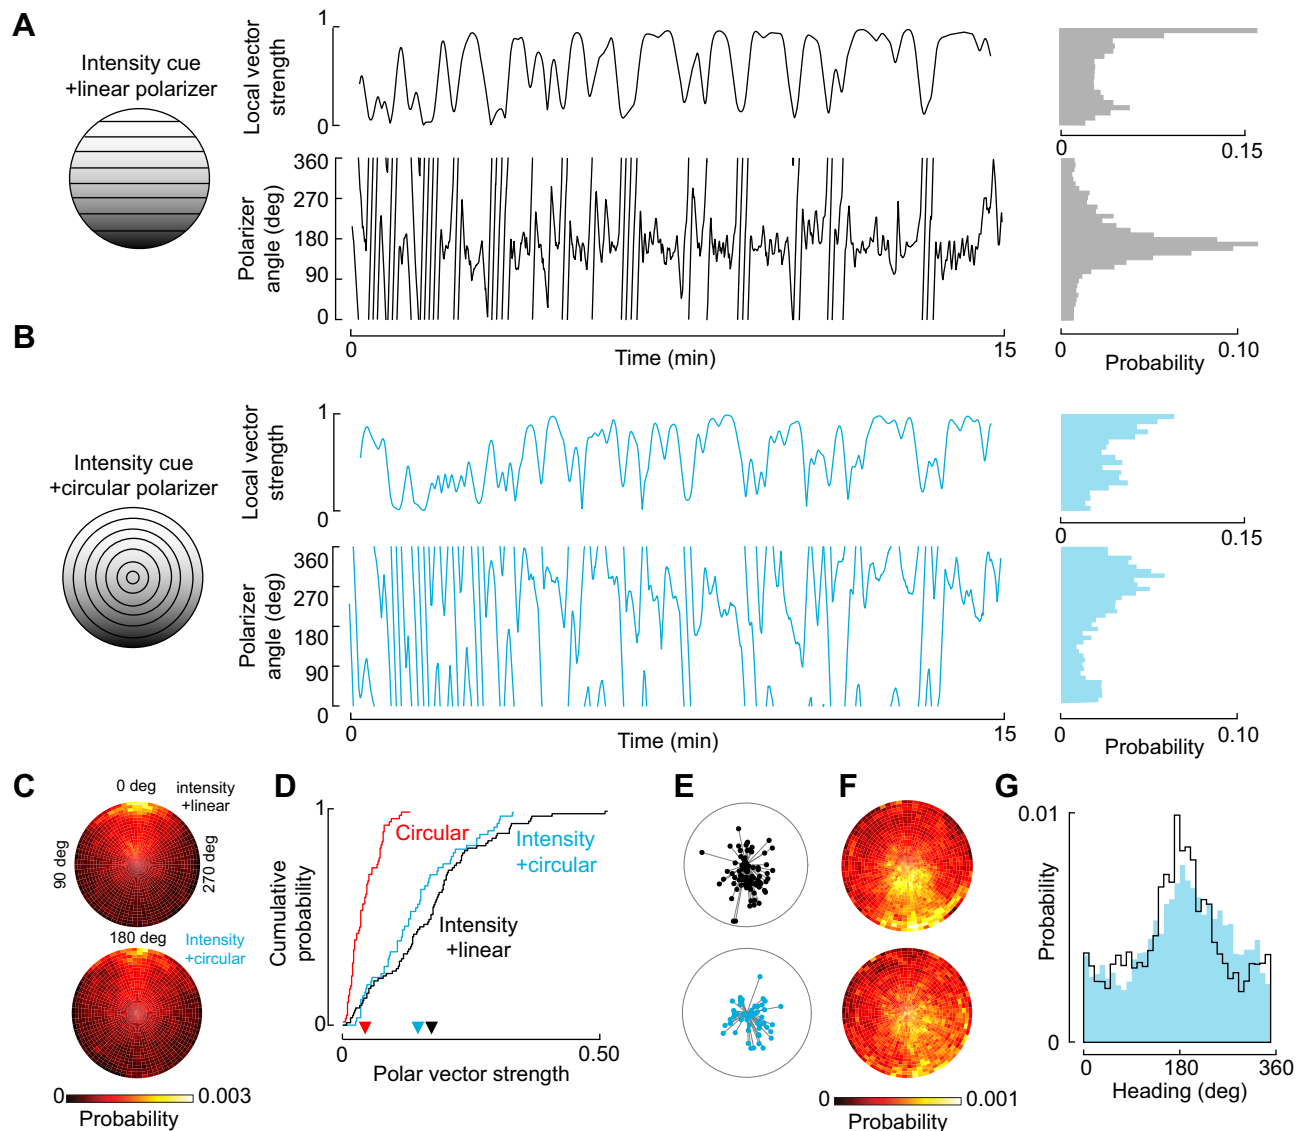 A
Intensity cue
+linear polarizer
Local vector
strength
1
0
0
0.15
Polarizer
angle (deg)
360
270
180
90
0
0
Time (min)
15
0
0.10
Probability
B
Intensity cue
+circular polarizer
Local vector
strength
1
0
0
0.15
Polarizer
angle (deg)
360
270
180
90
0
0
Time (min)
15
0
0.10
Probability
C
0 deg
intensity
+linear
90 deg
270 deg
180 deg
Intensity
+circular
0
0.003
Probability
D
Cumulative
probability
1
0
Circular
Intensity
+circular
Intensity
+linear
0
0.50
Polar vector strength
E
F
0
0.001
Probability
G
0.01
0
Probability
0
180
360
Heading (deg)